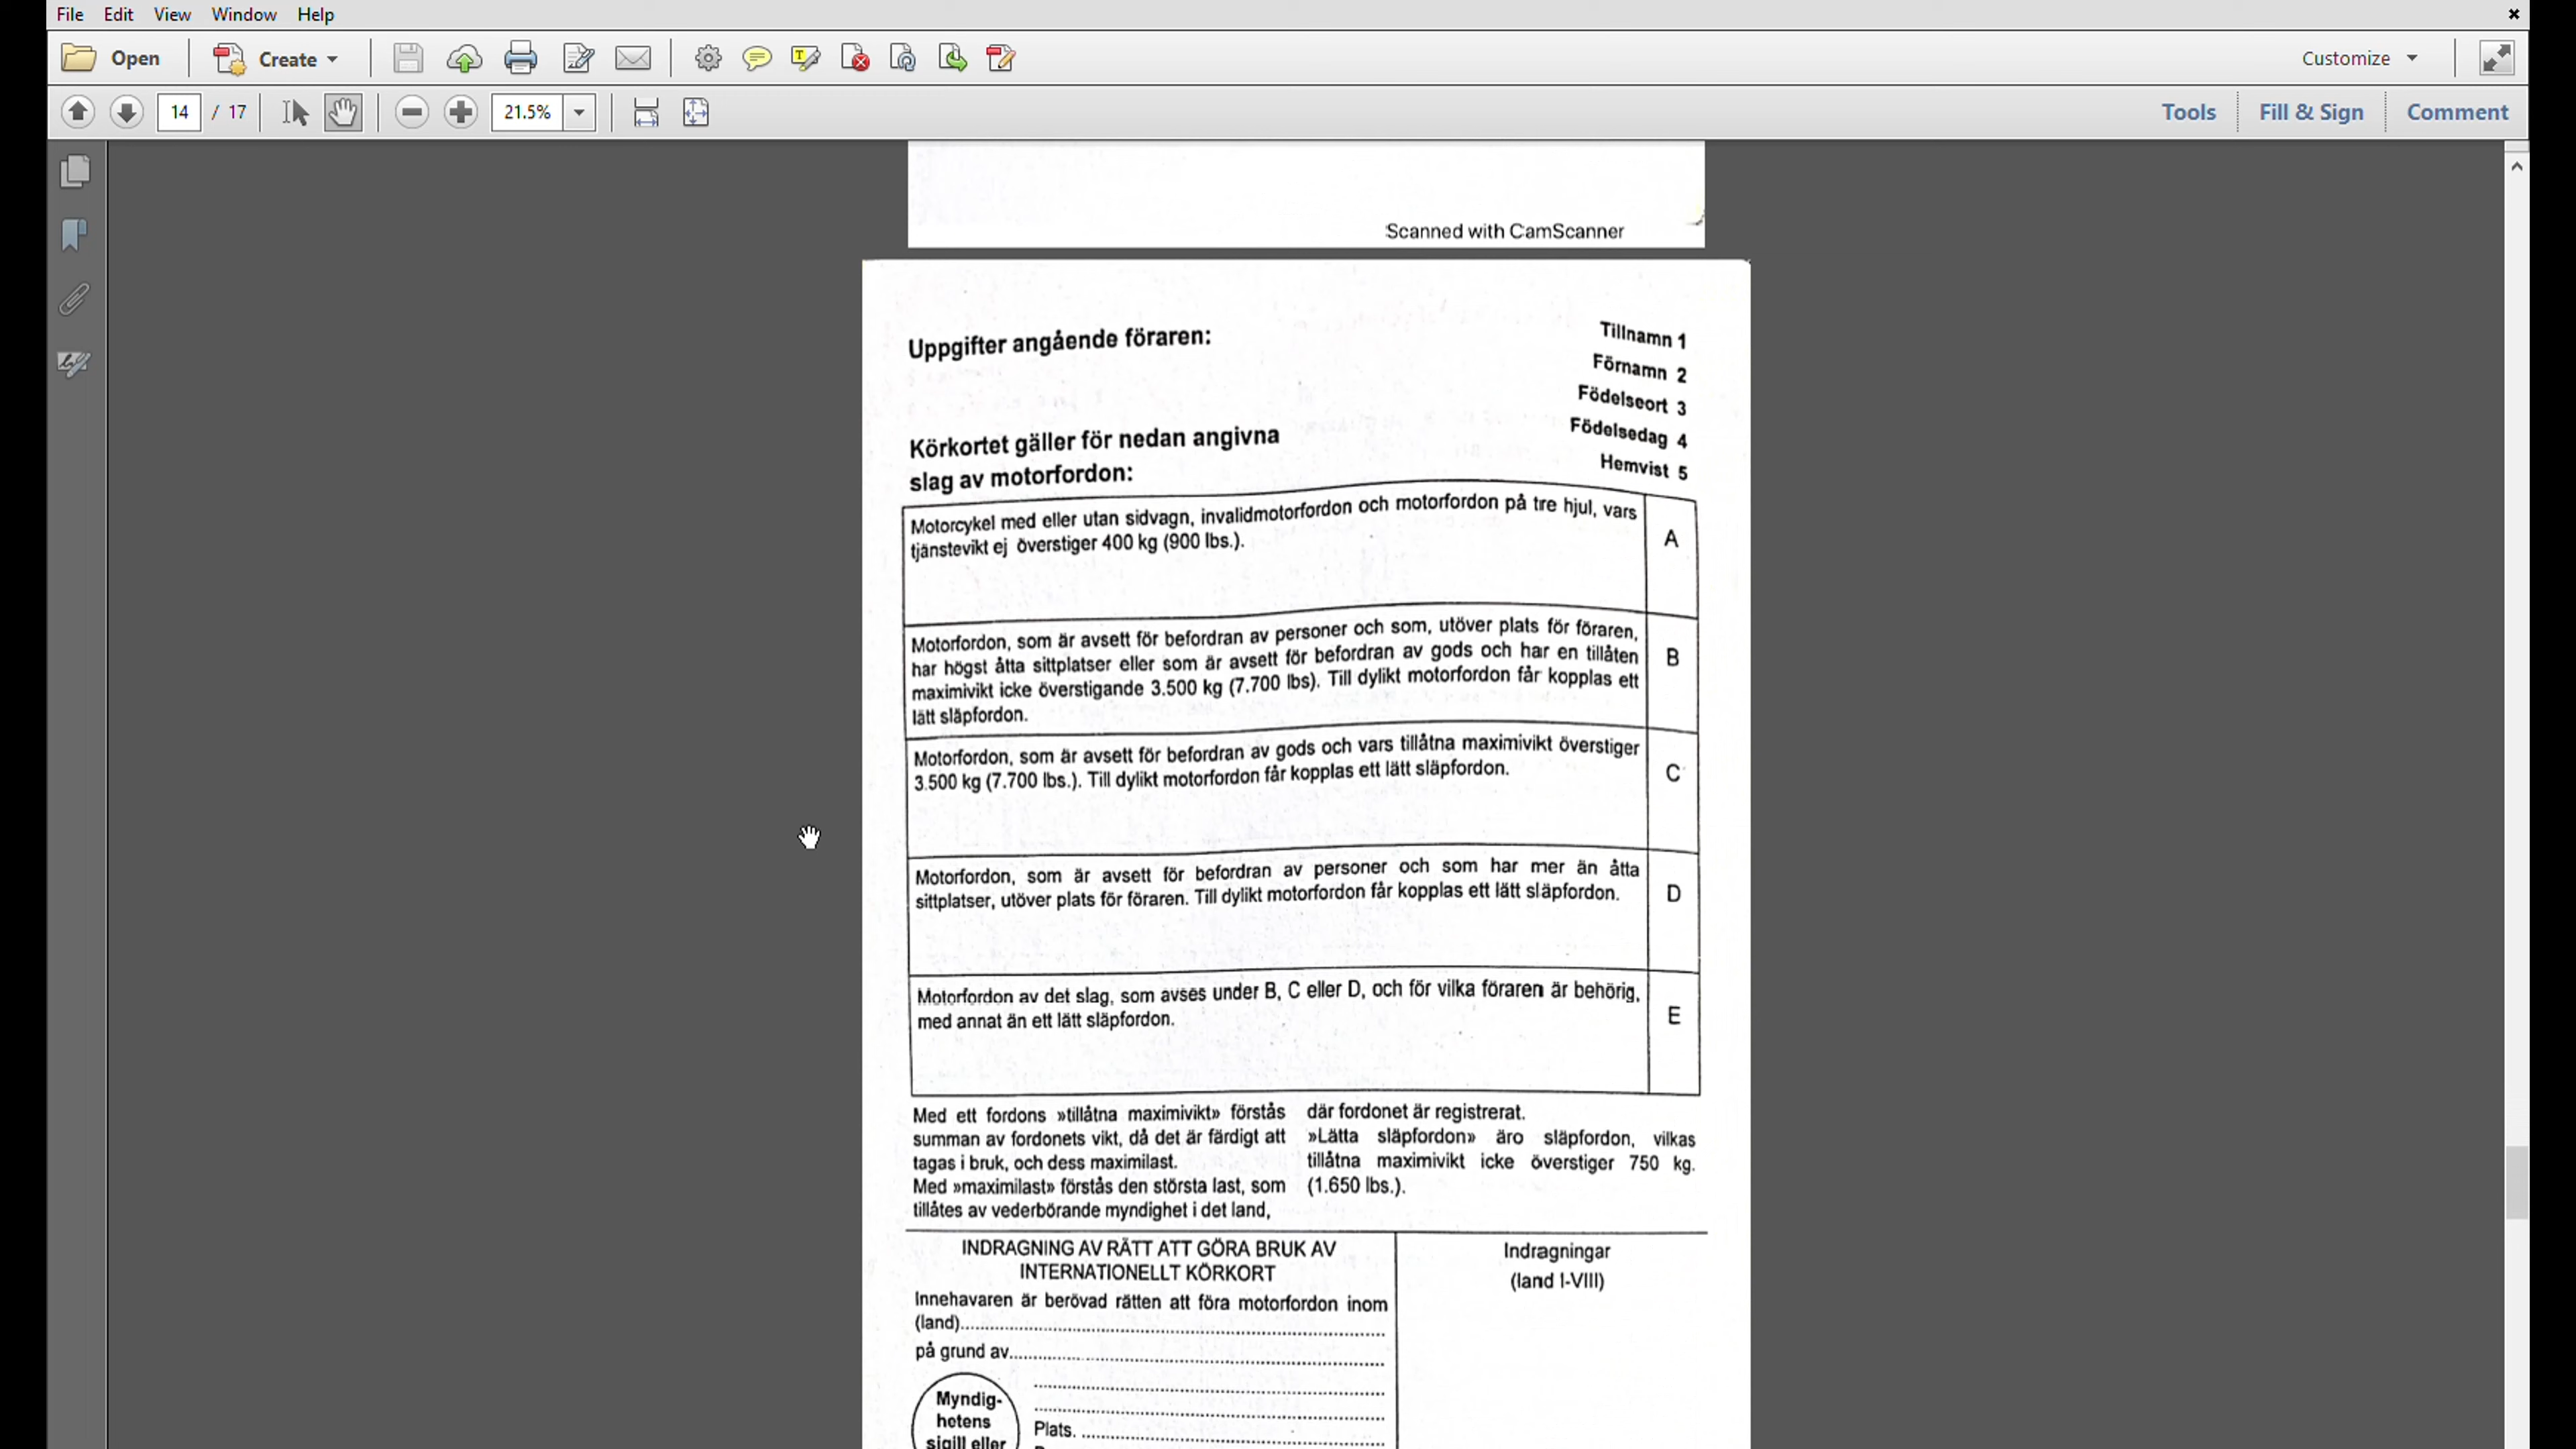 File Edit View Window Help
Open Create Customize
14 / 17 21.5% Tools Fill & Sign Comment
Scanned with CamScanner
Uppgifter angående föraren:
Tillnamn 1
Förnamn 2
Födelseort 3
Födelsedag 4
Hemvist 5
Körkortet gäller för nedan angivna
slag av motorfordon:
Motorcykel med eller utan sidvagn, invalidmotorfordon och motorfordon på tre hjul, vars
tjänstevikt ej överstiger 400 kg (900 lbs.).
A
Motorfordon, som är avsett för befordran av personer och som, utöver plats för föraren,
har högst åtta sittplatser eller som är avsett för befordran av gods och har en tillåten
maximivikt icke överstigande 3.500 kg (7.700 lbs). Till dylikt motorfordon får kopplas ett
lätt släpfordon.
B
Motorfordon, som är avsett för befordran av gods och vars tillåtna maximivikt överstiger
3.500 kg (7.700 lbs.). Till dylikt motorfordon får kopplas ett lätt släpfordon.
C
Motorfordon, som är avsett för befordran av personer och som har mer än åtta
sittplatser, utöver plats för föraren. Till dylikt motorfordon får kopplas ett lätt släpfordon.
D
Motorfordon av det slag, som avses under B, C eller D, och för vilka föraren är behörig,
med annat än ett lätt släpfordon.
E
Med ett fordons »tillåtna maximivikt» förstås
summan av fordonets vikt, då det är färdigt att
tagas i bruk, och dess maximilast.
Med »maximilast» förstås den största last, som
tillåtes av vederbörande myndighet i det land,
där fordonet är registrerat.
»Lätta släpfordon» äro släpfordon, vilkas
tillåtna maximivikt icke överstiger 750 kg.
(1.650 lbs.).
INDRAGNING AV RÄTT ATT GÖRA BRUK AV
INTERNATIONELLT KÖRKORT
Innehavaren är berövad rätten att föra motorfordon inom
(land)
på grund av
Myndig-
hetens
sigill eller
Plats.
Indragningar
(land I-VIII)